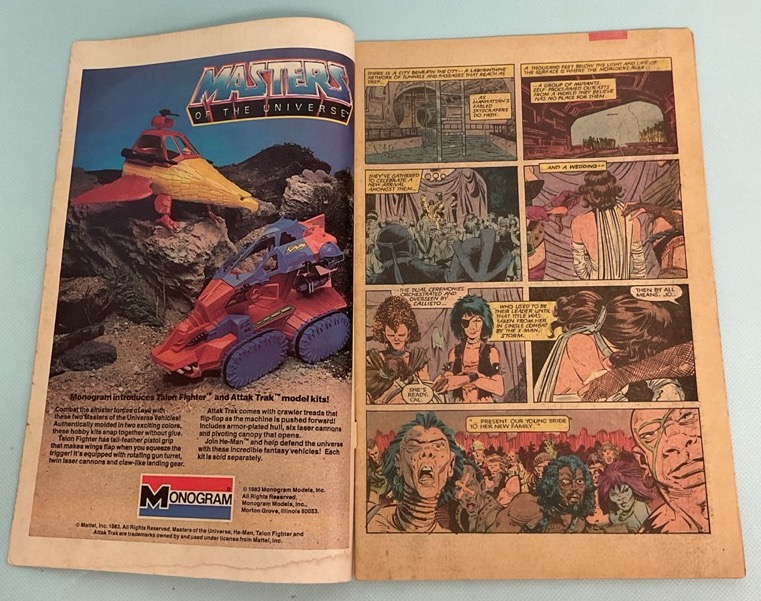 MASTERS
OF THE UNIVERSE
Monogram introduces Talon Fighter™ and Attak Trak™ model kits!
Combat the sinister forces of evil with
these two Masters of the Universe Vehicles!
Authentically molded in two exciting colors,
these hobby kits snap together without glue.
Talon Fighter has tail-feather pistol grip
that makes wings flap when you squeeze the
trigger! It's equipped with rotating gun turret,
twin laser cannons and claw-like landing gear.
Attak Trak comes with crawler treads that
flip-flop as the machine is pushed forward!
Includes armor-plated hull, six laser cannons
and pivoting canopy that opens.
Join He-Man™ and help defend the universe
with these incredible fantasy vehicles! Each
kit is sold separately.
M
MONOGRAM
© 1983 Monogram Models, Inc.
All Rights Reserved.
Monogram Models, Inc.,
Morton Grove, Illinois 60053.
© Mattel, Inc. 1983. All Rights Reserved. Masters of the Universe, He-Man, Talon Fighter and
Attak Trak are trademarks owned by and used under license from Mattel, Inc.
THERE IS A CITY BENEATH THE CITY-- A LABYRINTHINE
NETWORK OF TUNNELS AND PASSAGES THAT REACH AS
DEEP...
...AS
MANHATTAN'S
FABLED
SKYSCRAPERS
DO HIGH.
A THOUSAND FEET BELOW THE LIGHT AND LIFE OF
THE SURFACE IS WHERE THE MORLOCKS RULE--
--A GROUP OF MUTANTS,
SELF-PROCLAIMED OUTCASTS
FROM A WORLD THEY BELIEVE
HAS NO PLACE FOR THEM.
THEY'VE GATHERED
TO CELEBRATE A
NEW ARRIVAL
AMONGST THEM...
AND A WEDDING--
--THE DUAL CEREMONIES
ORCHESTRATED AND
OVERSEEN BY
CALLISTO...
SHE'S
READY,
CAL.
WHO USED TO BE
THEIR LEADER UNTIL
THAT TITLE WAS
TAKEN FROM HER
IN SINGLE COMBAT
BY THE X-MAN,
STORM.
THEN BY ALL
MEANS, JO...
"...PRESENT OUR YOUNG BRIDE
TO HER NEW FAMILY."